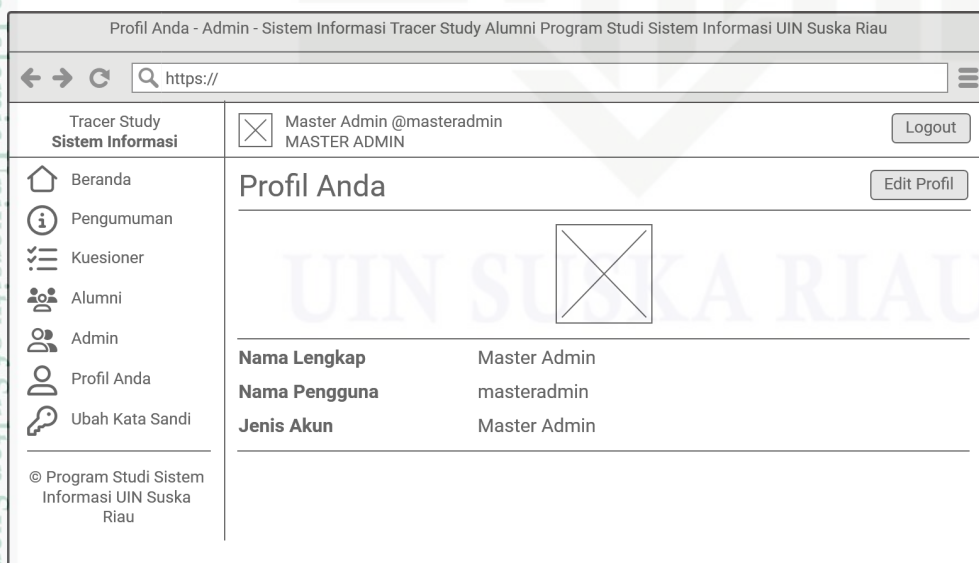 Profil Anda - Admin - Sistem Informasi Tracer Study Alumni Program Studi Sistem Informasi UIN Suska Riau
https://
Tracer Study
Sistem Informasi
Master Admin @masteradmin
MASTER ADMIN
Logout
Beranda
Pengumuman
Kuesioner
Alumni
Admin
Profil Anda
Ubah Kata Sandi
© Program Studi Sistem
Informasi UIN Suska
Riau
Profil Anda
Edit Profil
UIN SUSKA RIAU
Nama Lengkap Master Admin
Nama Pengguna masteradmin
Jenis Akun Master Admin